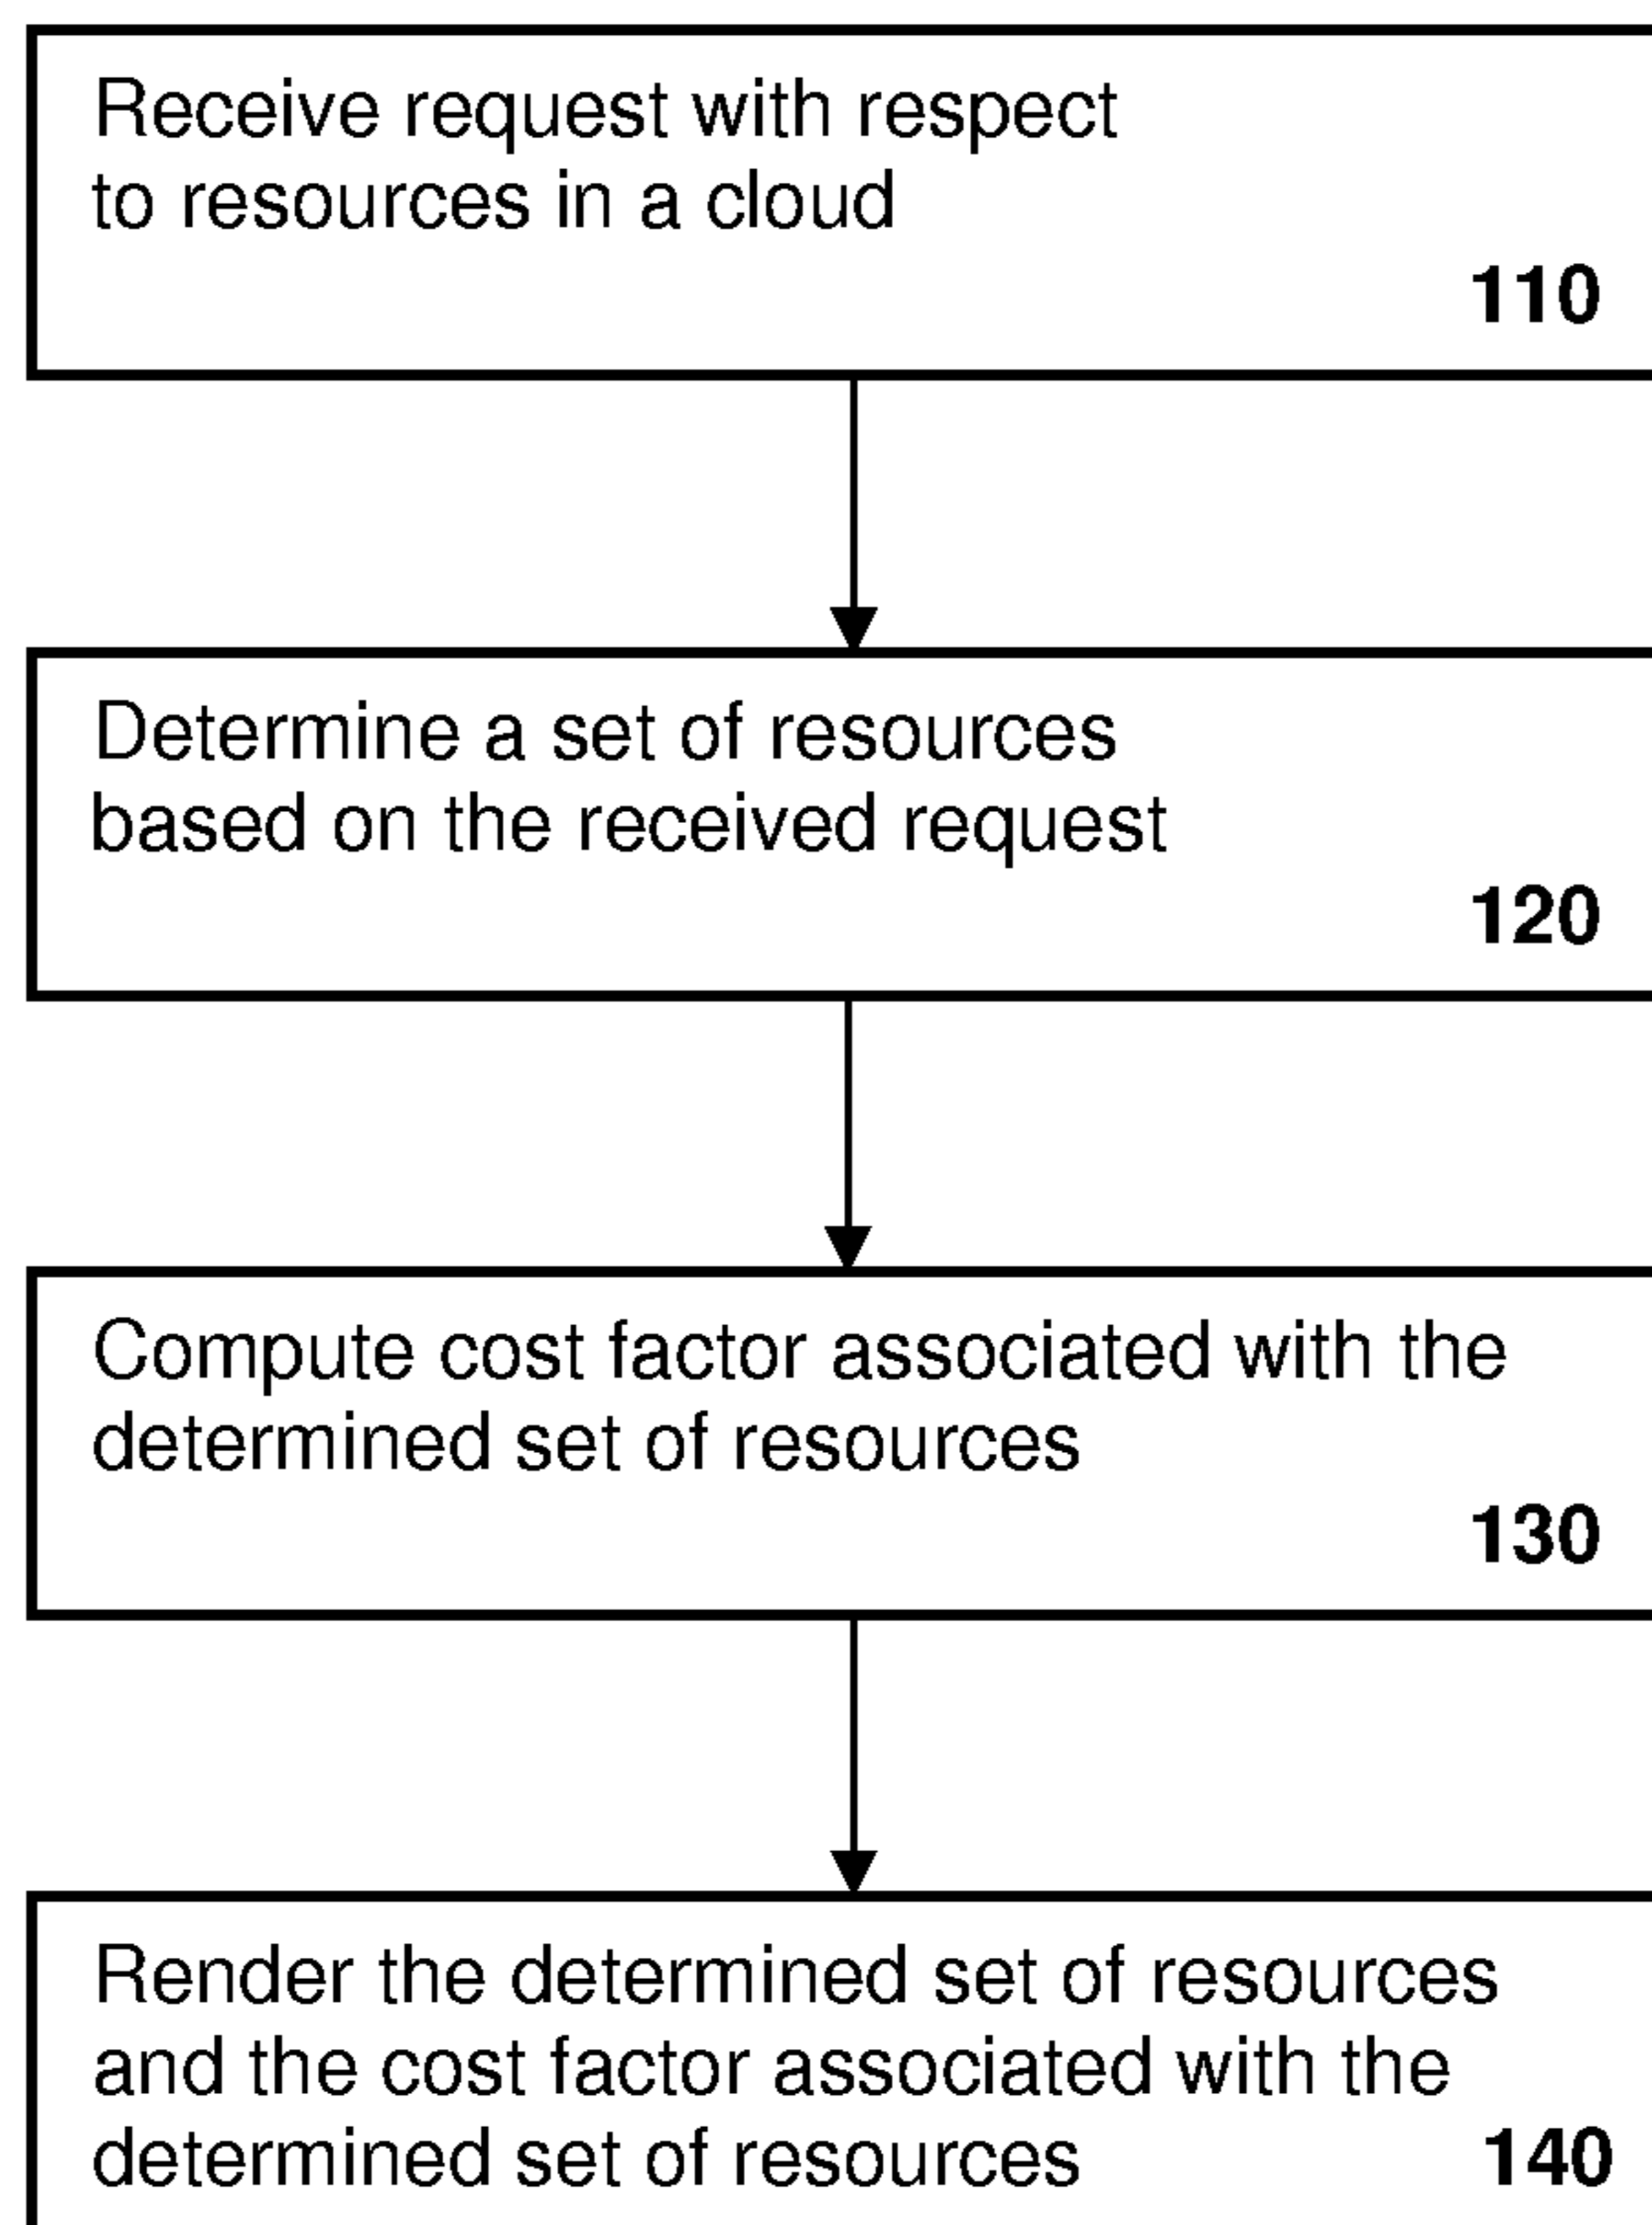 Receive request with respect
to resources in a cloud
110
Determine a set of resources
based on the received request
120
Compute cost factor associated with the
determined set of resources
130
Render the determined set of resources
and the cost factor associated with the
determined set of resources 140